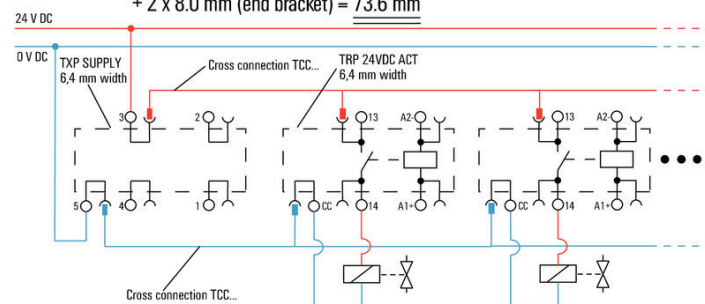 + 2 x 8.0 mm (end bracket) = 73.6 mm
24 V DC
0 V DC
TXP SUPPLY
6,4 mm width
Cross connection TCC...
TRP 24VDC ACT
6,4 mm width
3
2
13
A2-
13
A2-
5
4
1
CC
14
A1+
CC
14
A1+
Cross connection TCC...